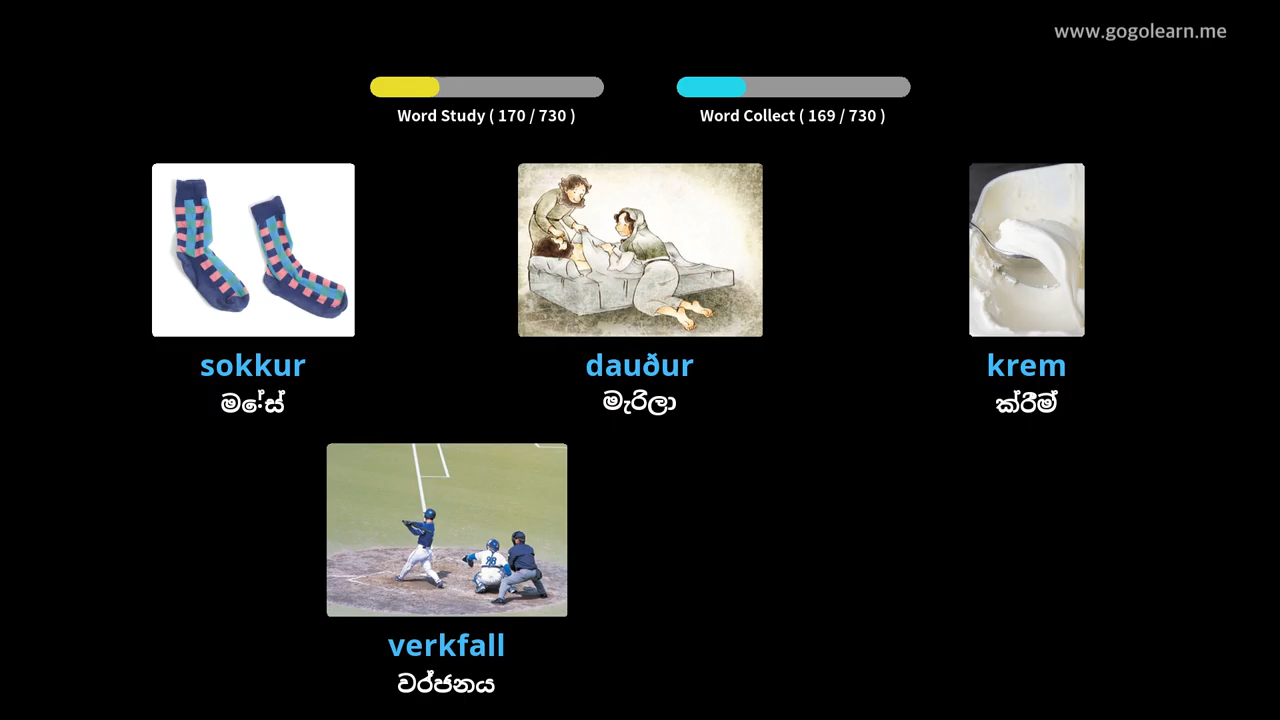 www.gogolearn.me
Word Study ( 170 / 730 )
Word Collect ( 169 / 730 )
sokkur
මේස්
dauður
මැරිලා
krem
ක්රීම්
verkfall
වර්ජනය